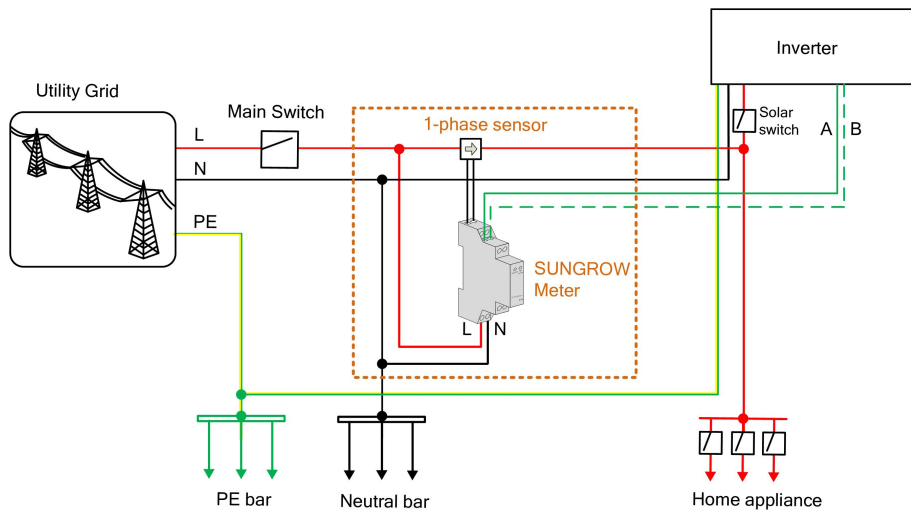 Inverter
Utility Grid
Main Switch
1-phase sensor
Solar
switch
A
B
L
N
PE
SUNGROW
Meter
L
N
PE bar
Neutral bar
Home appliance